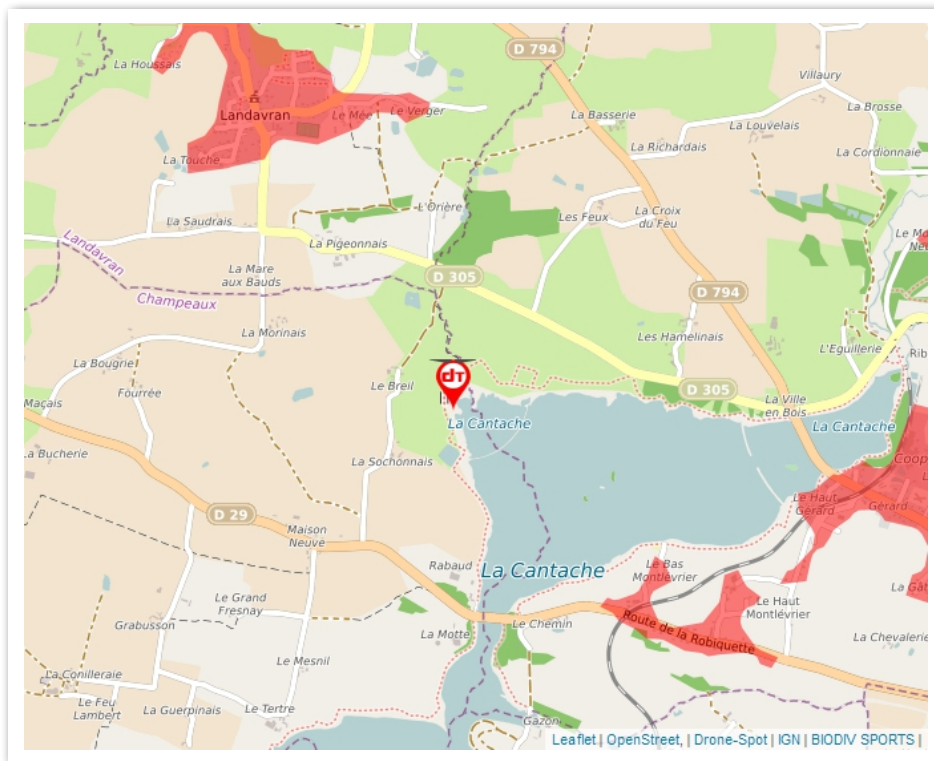 D 794
La Houssais
Villaury
La Basserie
La Brosse
Landavran
Le Mée
Le Verger
La Louvelais
La Richardais
La Cordionnaie
La Touche
L'Orière
La Saudrais
Les Feux
La Croix
du Feu
La Pigeonnais
Landavran
La Mare
aux Bauds
D 305
D 794
Champeaux
La Morinais
Les Hamelinais
L'Eguillerie
Rib
La Bougrie
dT
Fourrée
Le Breil
D 305
La Ville
en Bois
Maçais
La Cantache
La Cantache
La Bucherie
La Sochonnais
Coop
Le Haut
Gérard
Gérard
D 29
Maison
Neuve
Rabaud
La Cantache
Le Bas
Montlévrier
Le Grand
Fresnay
Le Haut
Montlévrier
La Gât
Grabusson
La Motte
Le Chemin
Route de la Robiquette
La Chevalerie
Le Mesnil
La Conilleraie
Le Feu
Lambert
La Guerpinais
Le Tertre
Gazon
Leaflet | OpenStreet, | Drone-Spot | IGN | BIODIV SPORTS |